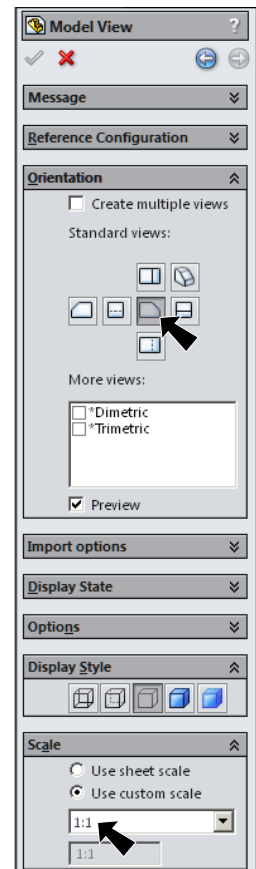 Model View ?
Message
Reference Configuration
Orientation
Create multiple views
Standard views:
More views:
*Dimetric
*Trimetric
Preview
Import options
Display State
Options
Display Style
Scale
Use sheet scale
Use custom scale
1:1
1:1